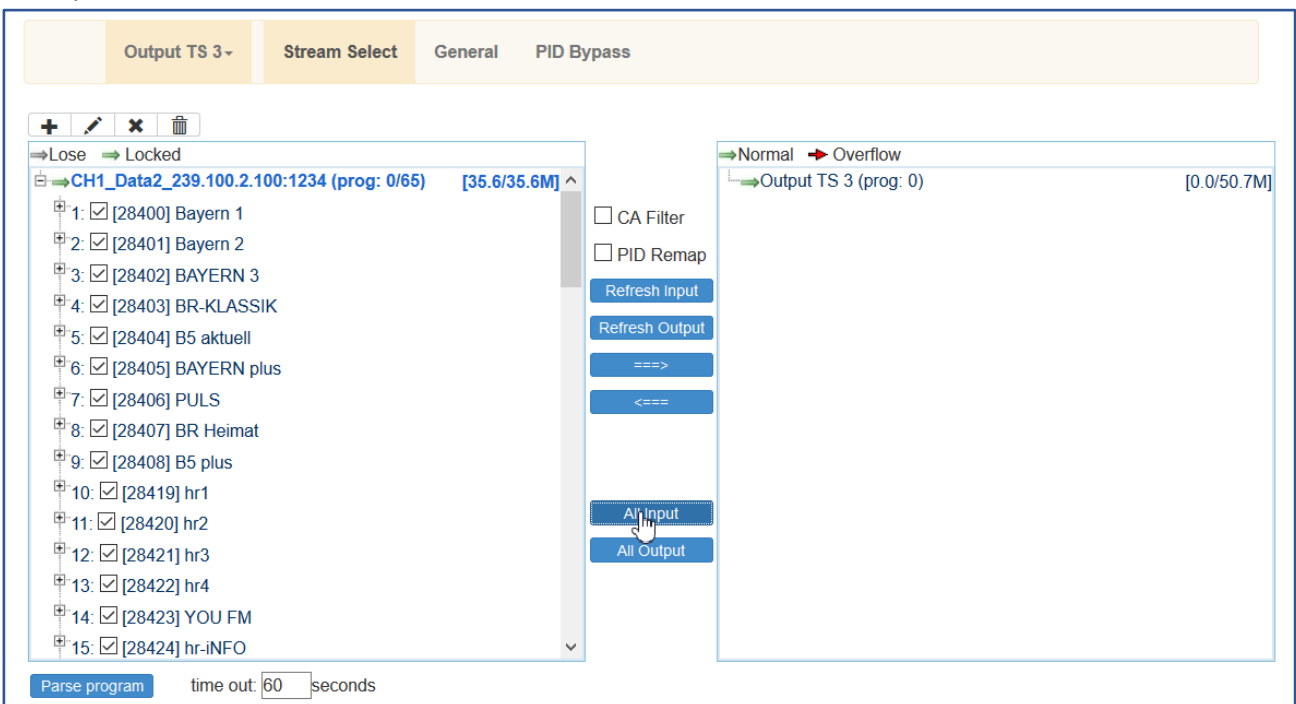 Output TS 3 Stream Select General PID Bypass
Lose Locked
CH1_Data2_239.100.2.100:1234 (prog: 0/65) [35.6/35.6M]
1: [28400] Bayern 1
2: [28401] Bayern 2
3: [28402] BAYERN 3
4: [28403] BR-KLASSIK
5: [28404] B5 aktuell
6: [28405] BAYERN plus
7: [28406] PULS
8: [28407] BR Heimat
9: [28408] B5 plus
10: [28419] hr1
11: [28420] hr2
12: [28421] hr3
13: [28422] hr4
14: [28423] YOU FM
15: [28424] hr-iNFO
CA Filter
PID Remap
Refresh Input
Refresh Output
===>
<===
All Input
All Output
Normal Overflow
Output TS 3 (prog: 0) [0.0/50.7M]
Parse program time out: 60 seconds